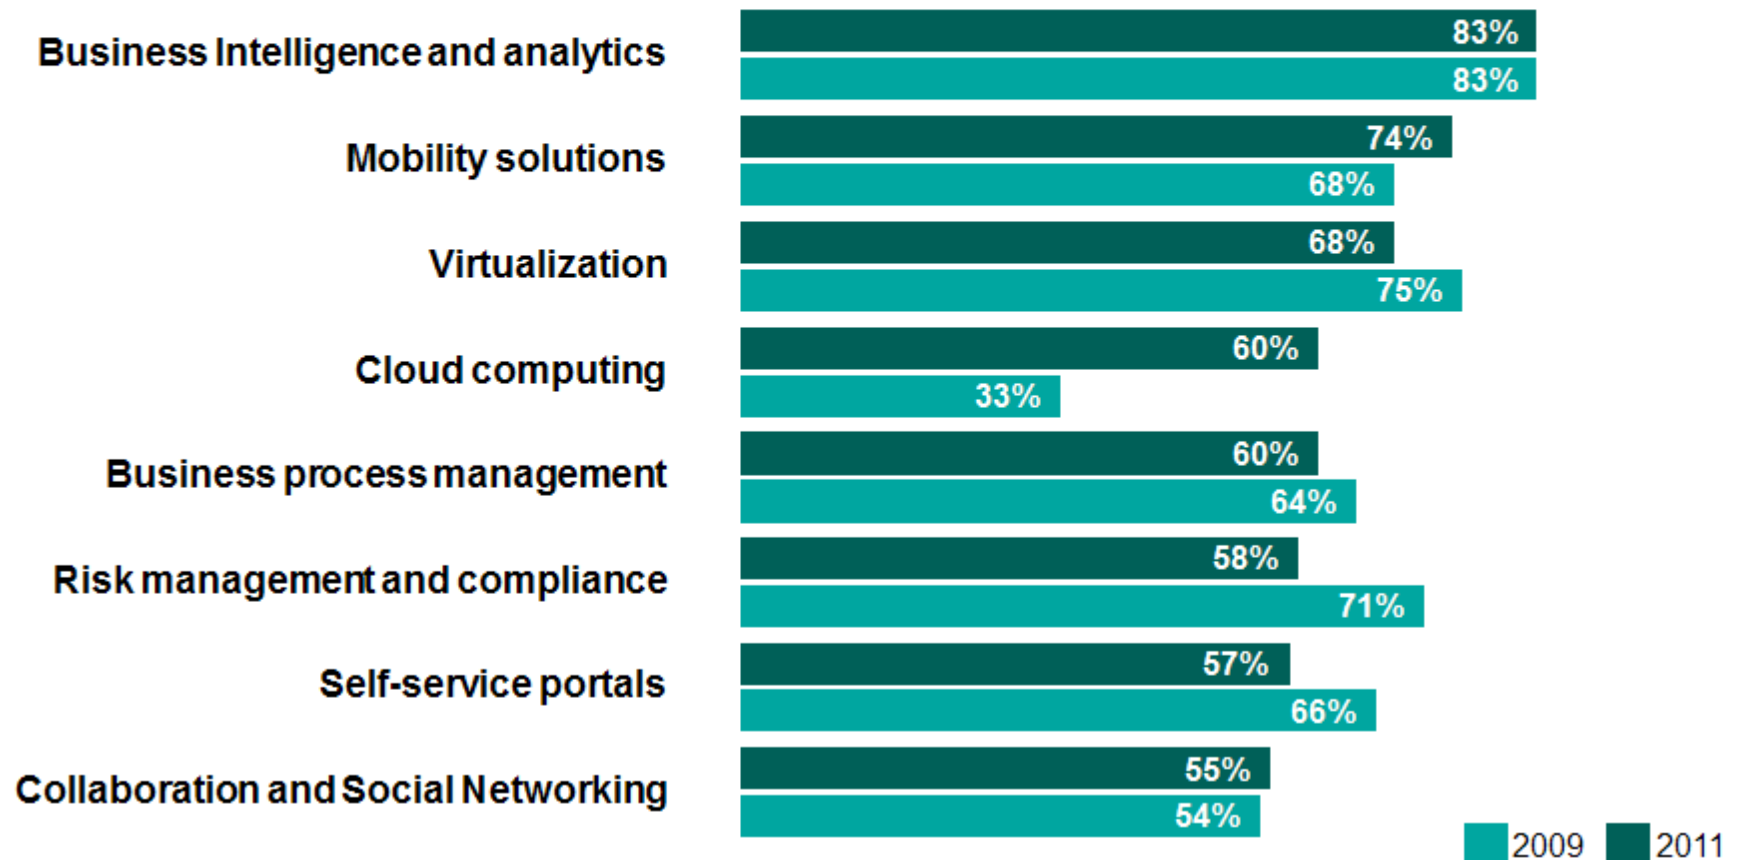 Business Intelligence and analytics
83%
83%
Mobility solutions
74%
68%
Virtualization
68%
75%
Cloud computing
60%
33%
Business process management
60%
64%
Risk management and compliance
58%
71%
Self-service portals
57%
66%
Collaboration and Social Networking
55%
54%
2009 2011